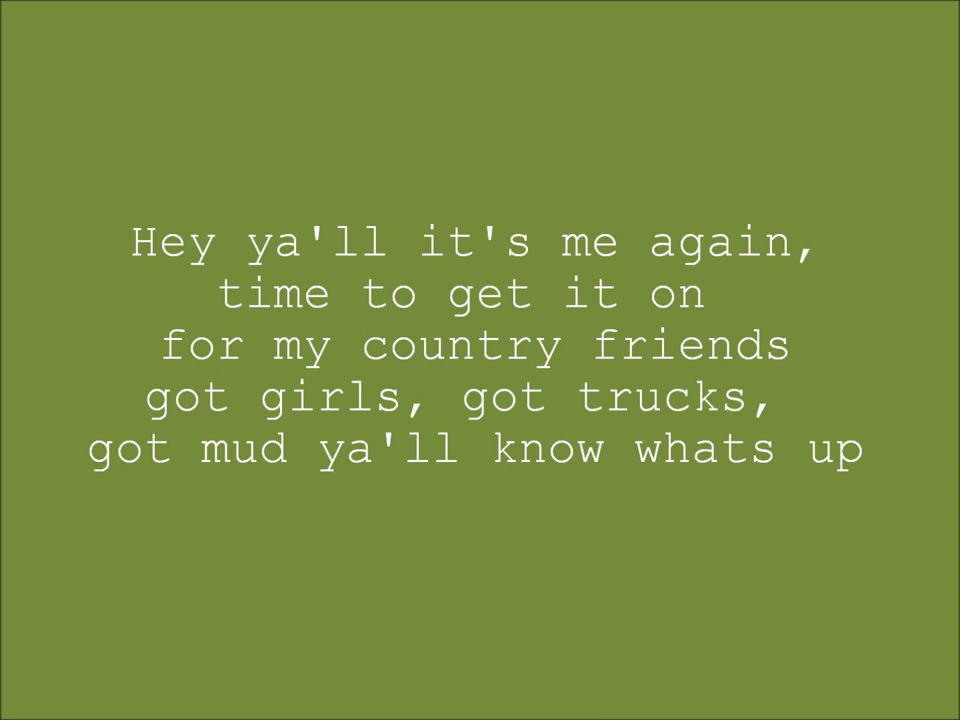 Hey ya'll it's me again,
time to get it on
for my country friends
got girls, got trucks,
got mud ya'll know whats up